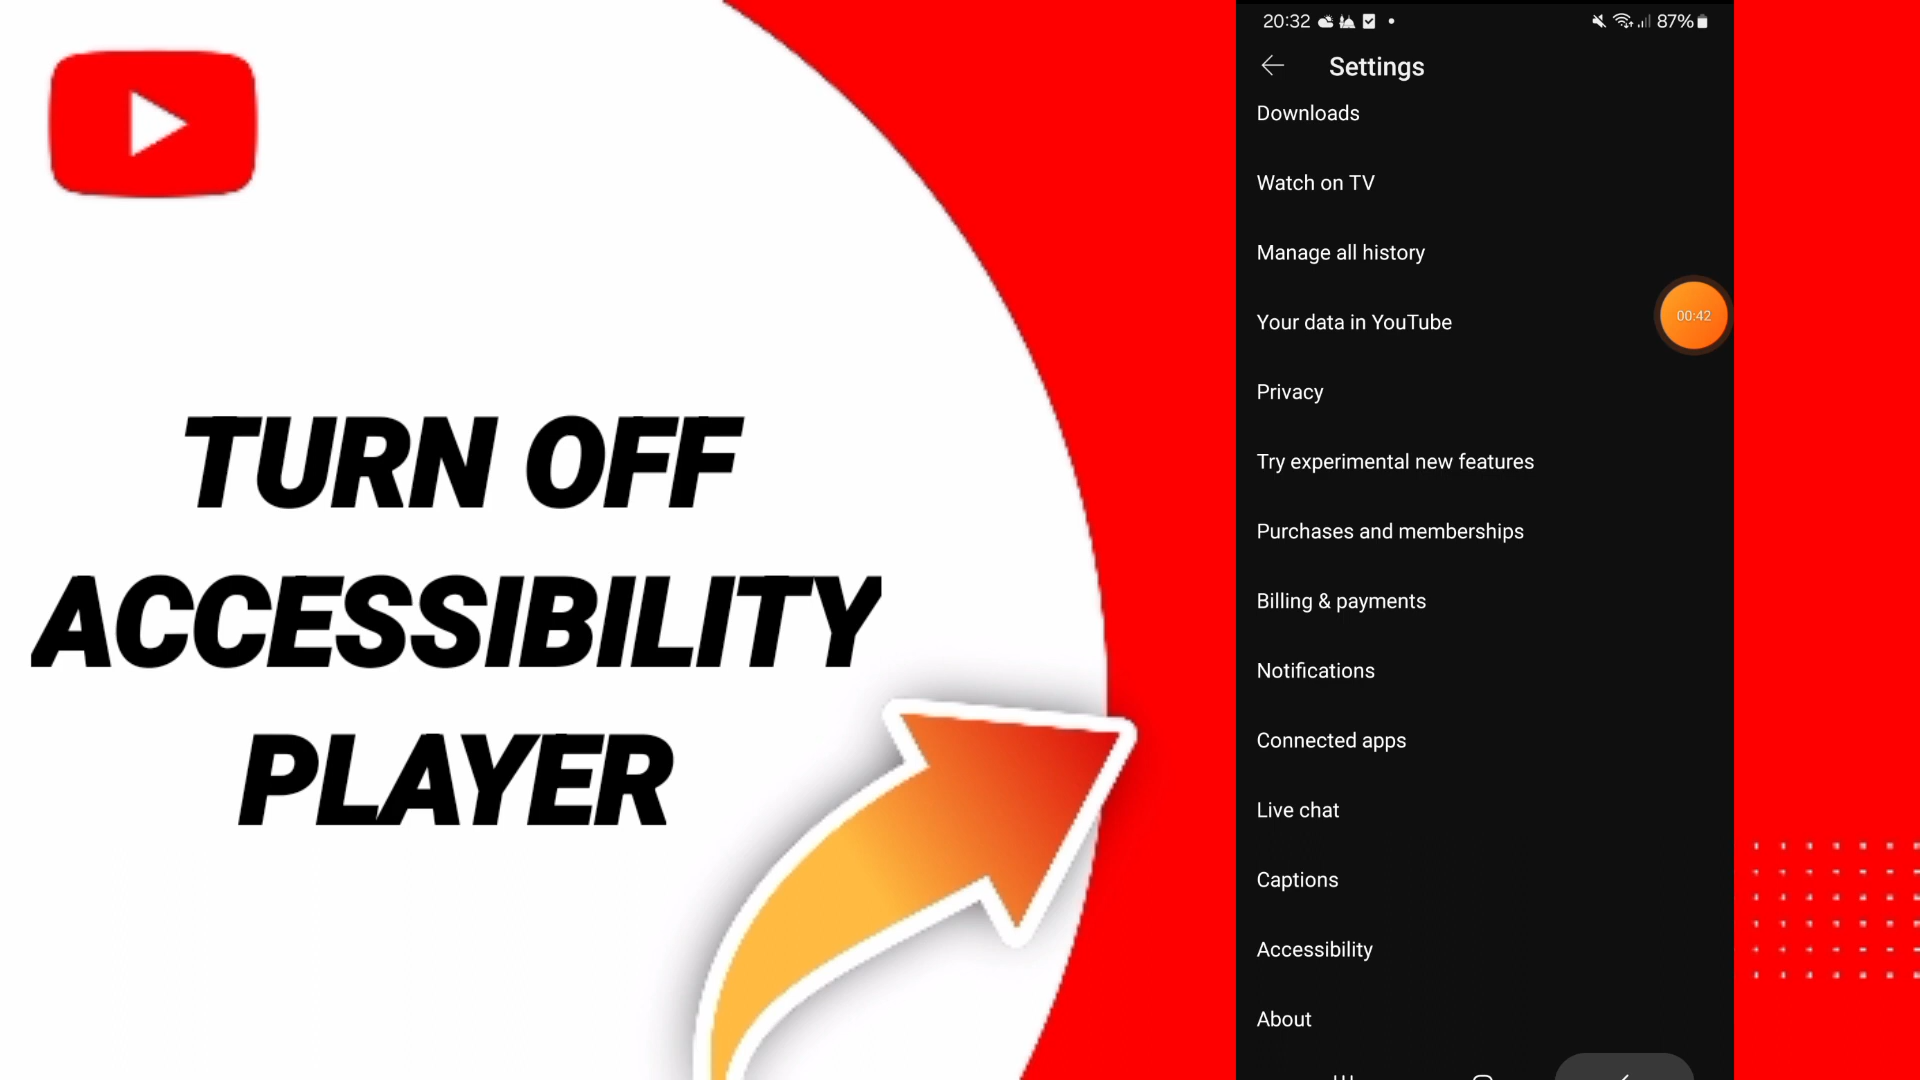 TURN OFF
ACCESSIBILITY
PLAYER
20:32
87%
Settings
Downloads
Watch on TV
Manage all history
Your data in YouTube
00:42
Privacy
Try experimental new features
Purchases and memberships
Billing & payments
Notifications
Connected apps
Live chat
Captions
Accessibility
About